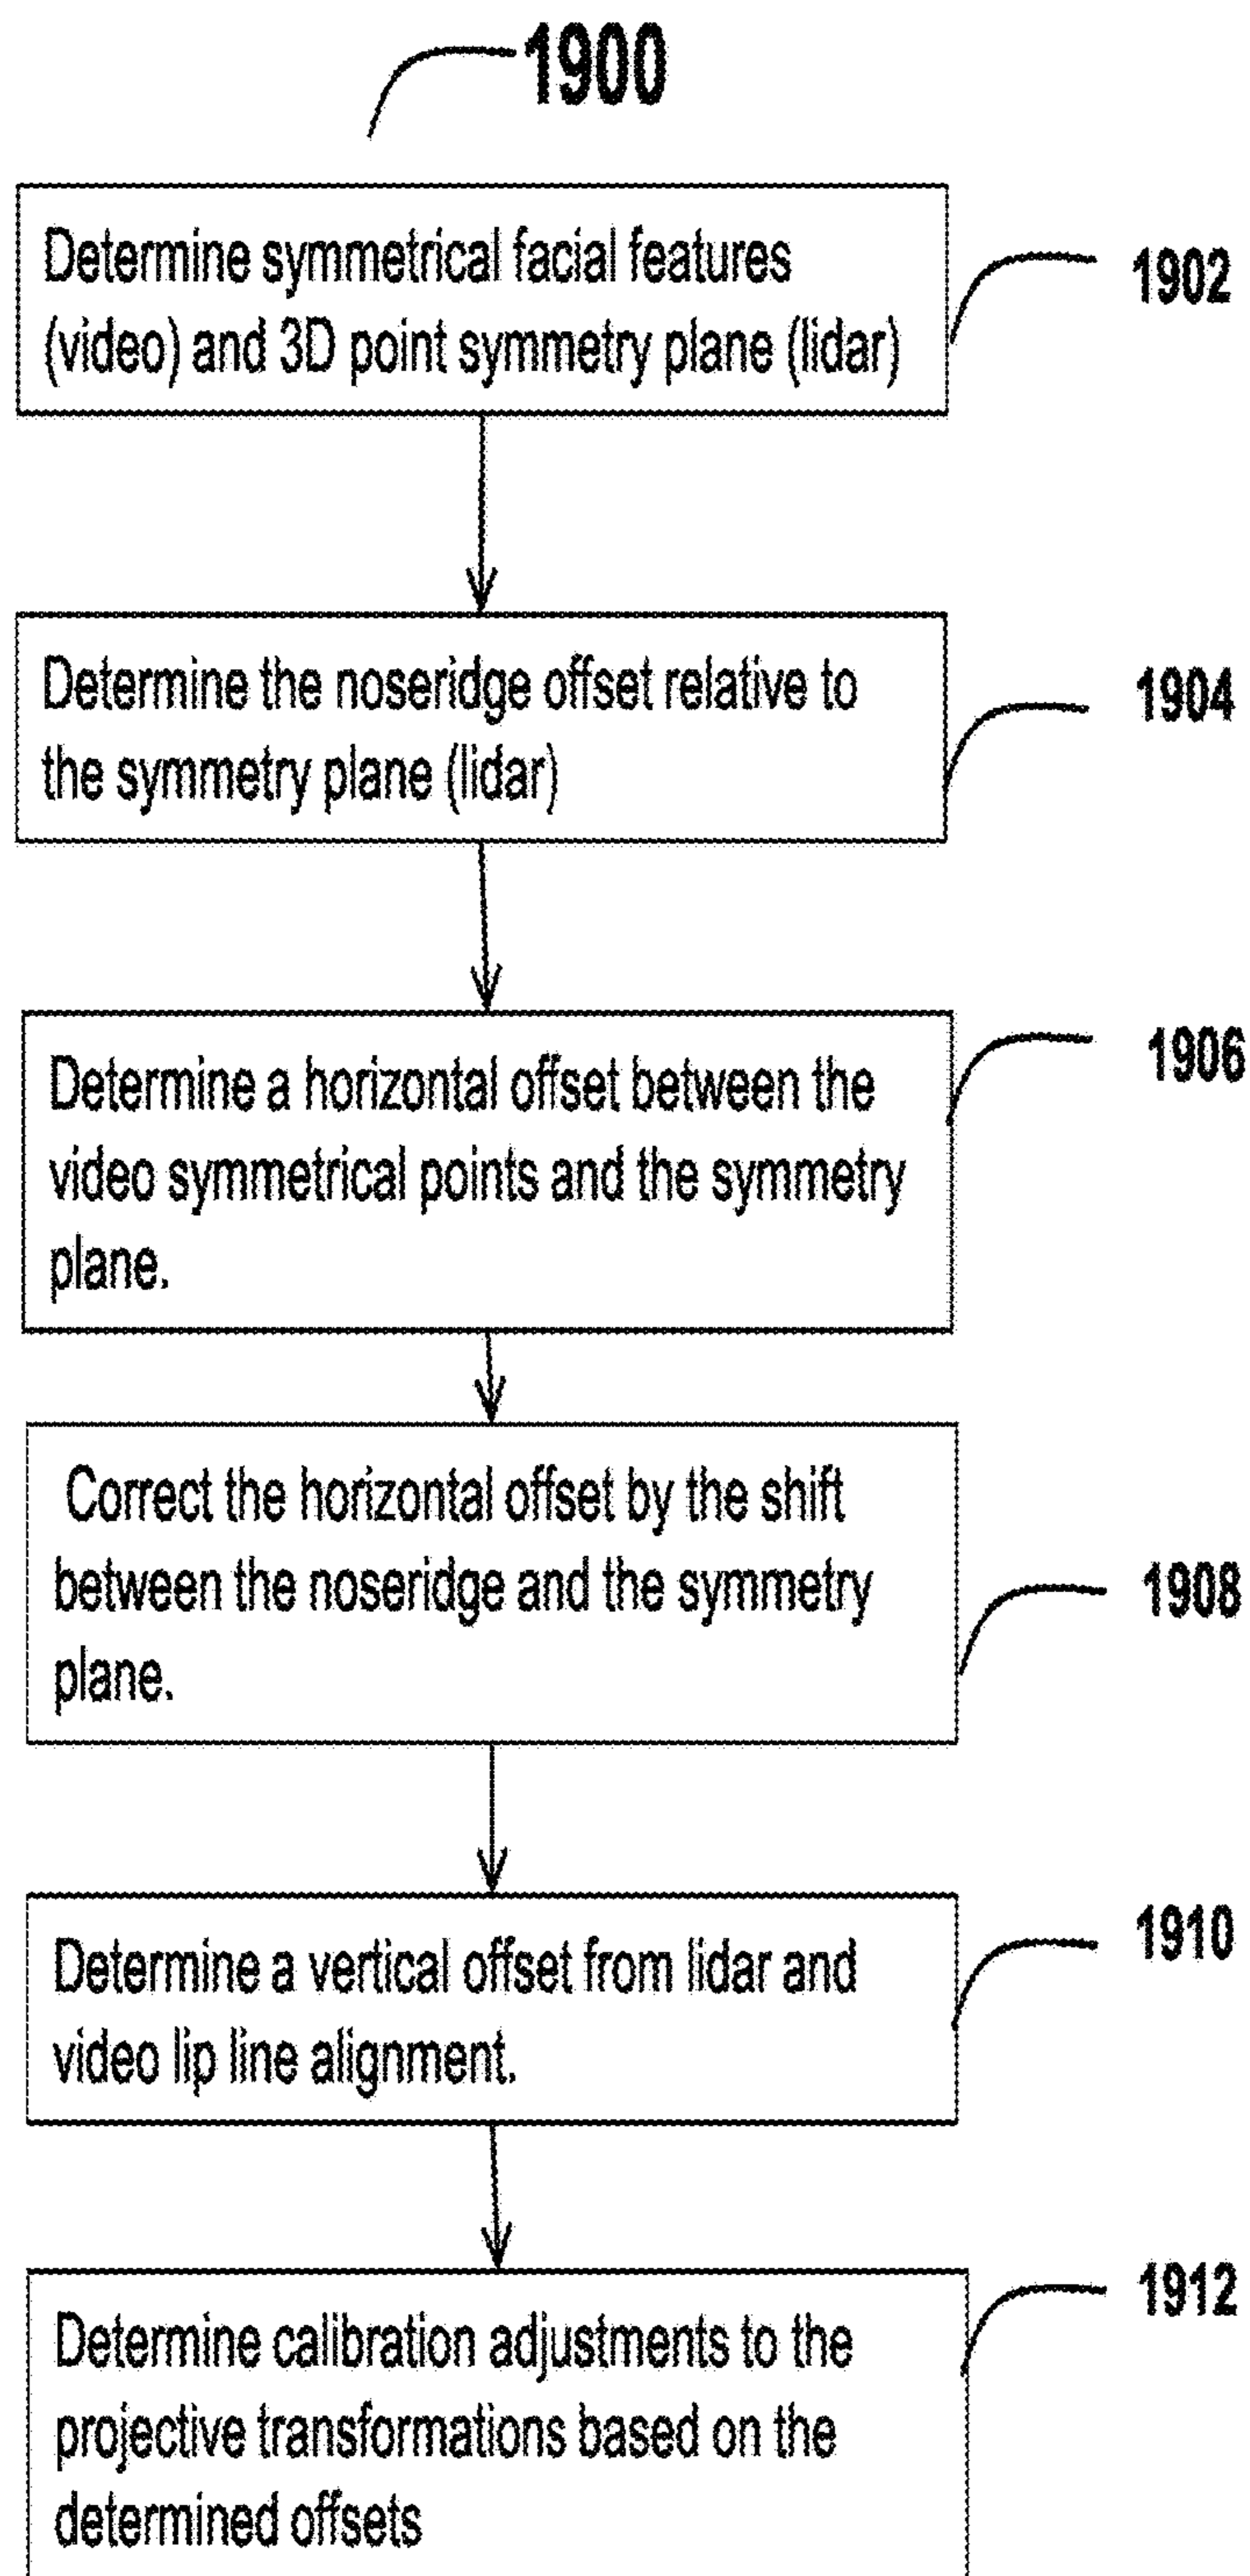 1900
Determine symmetrical facial features
(video) and 3D point symmetry plane (lidar)
1902
Determine the noseridge offset relative to
the symmetry plane (lidar)
1904
Determine a horizontal offset between the
video symmetrical points and the symmetry
plane.
1906
Correct the horizontal offset by the shift
between the noseridge and the symmetry
plane.
1908
Determine a vertical offset from lidar and
video lip line alignment.
1910
Determine calibration adjustments to the
projective transformations based on the
determined offsets
1912